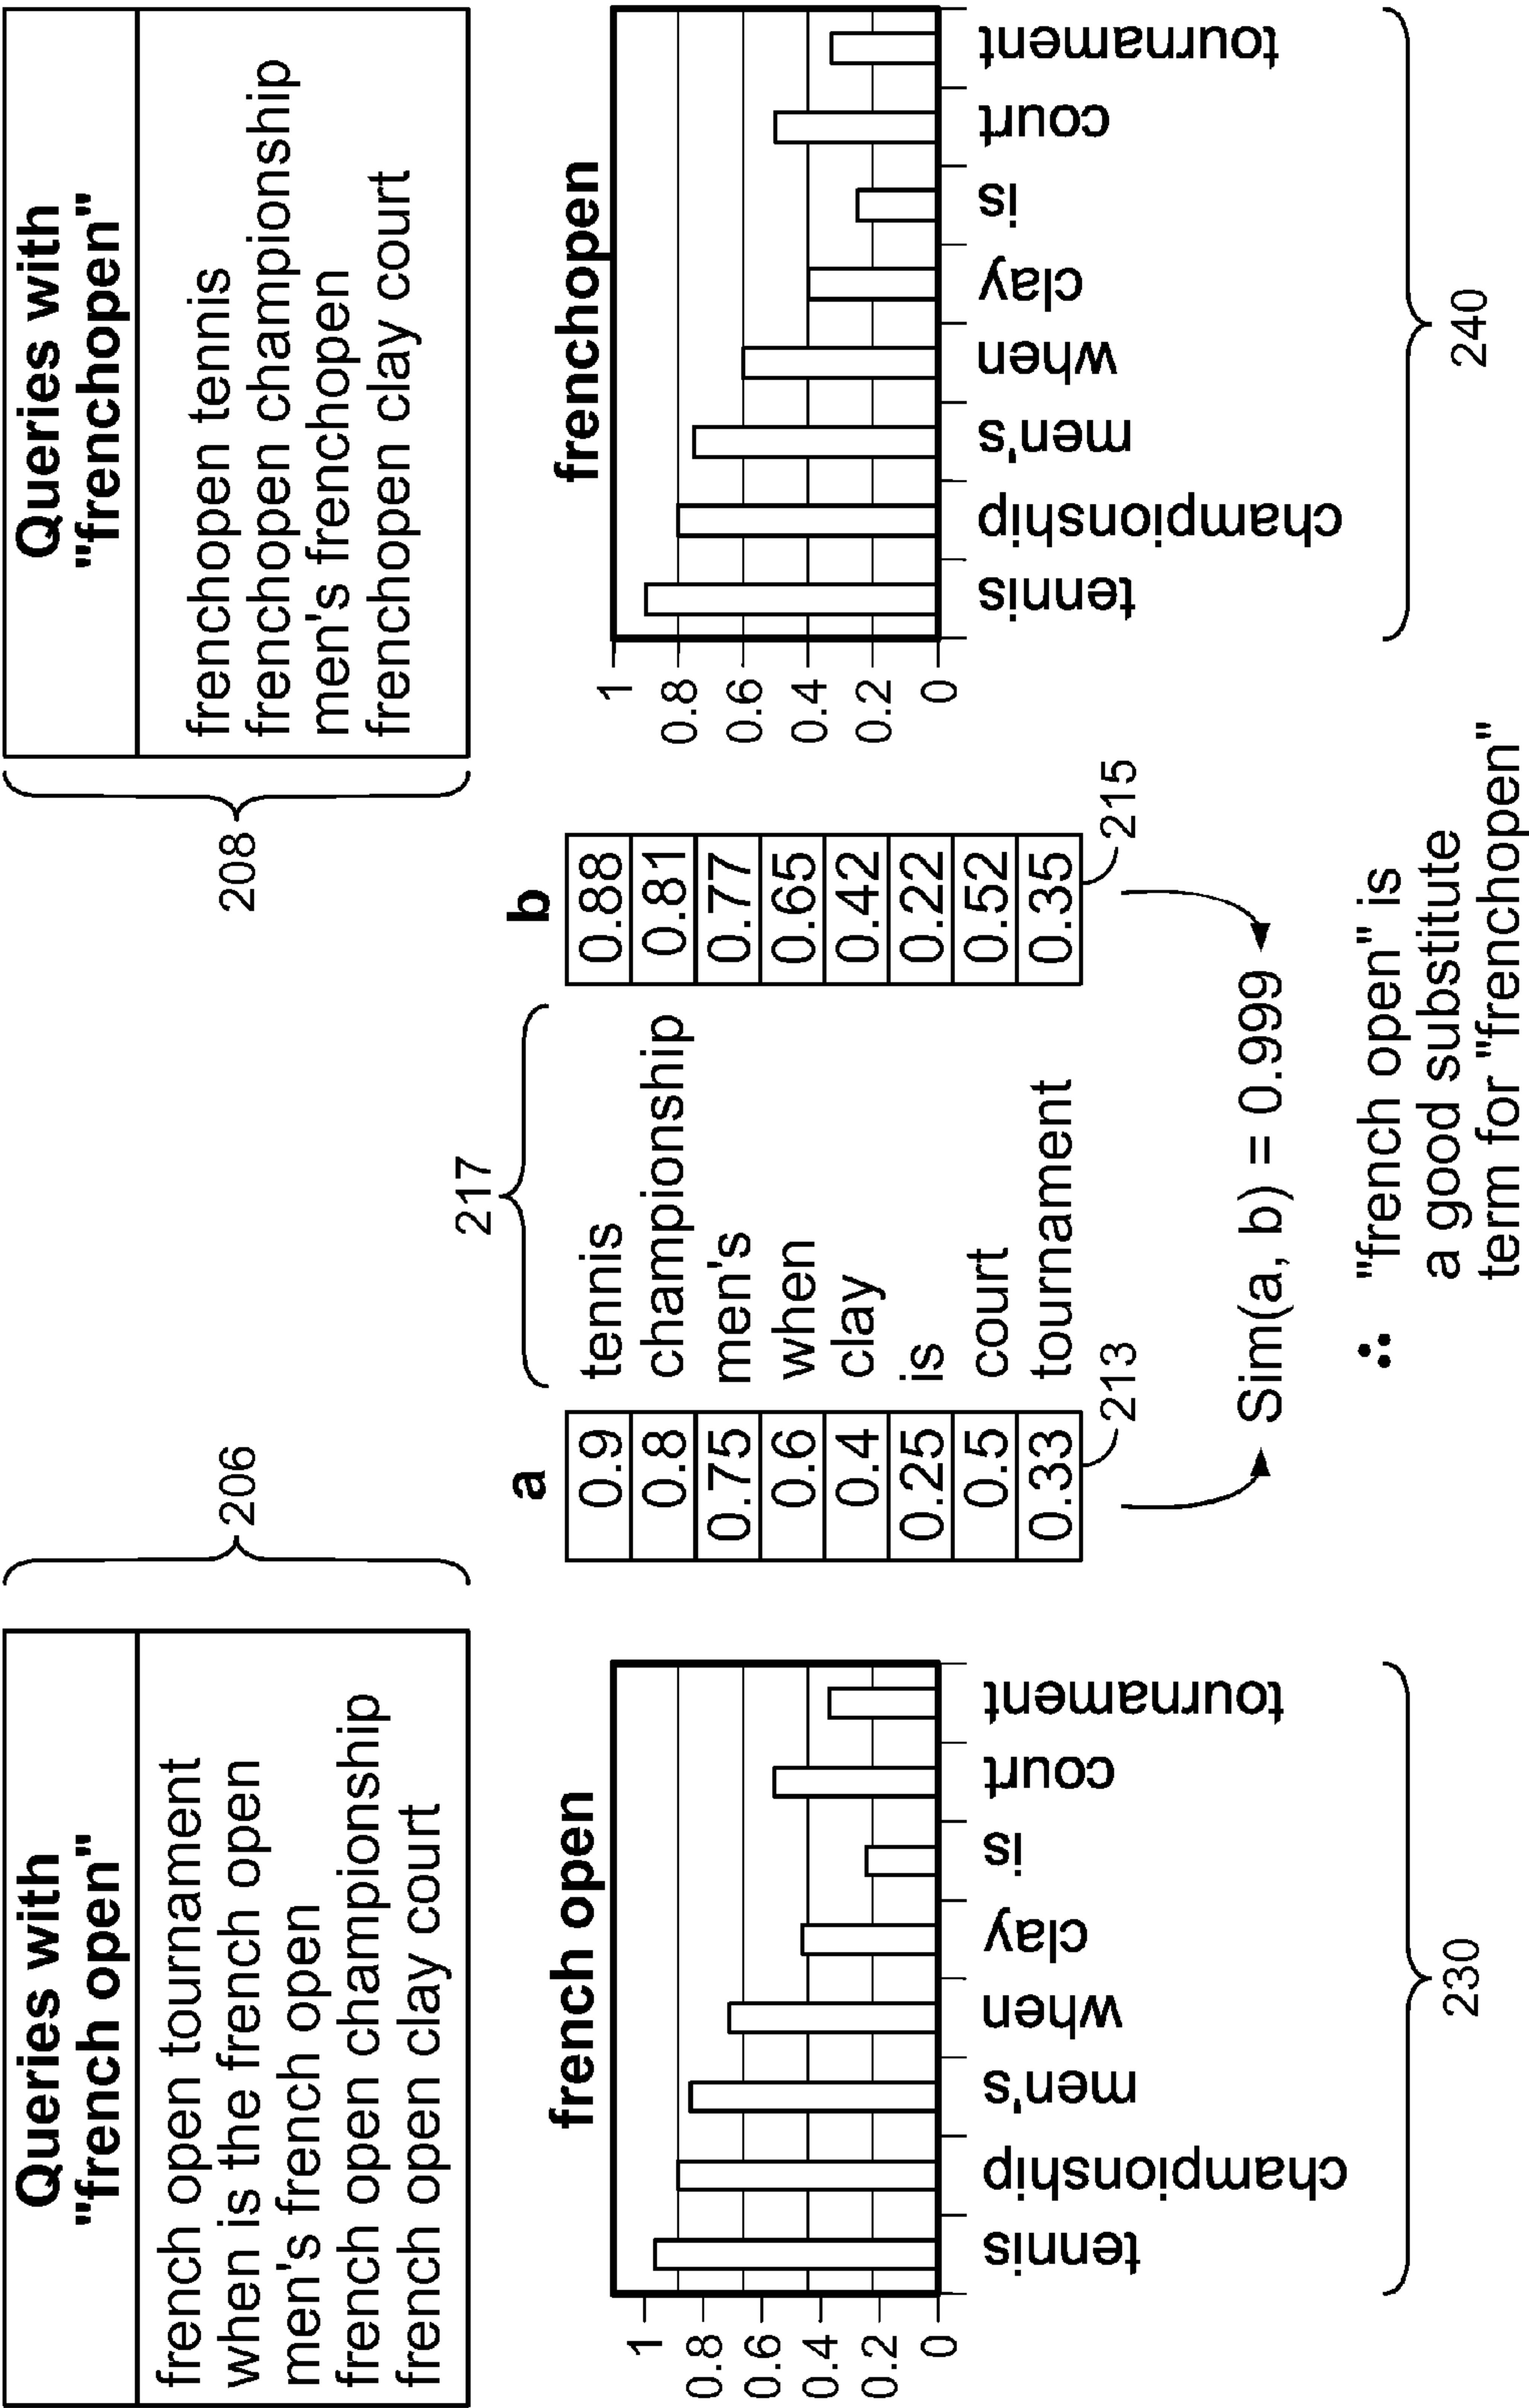 Queries with
"french open"
french open tournament
when is the french open
men's french open
french open championship
french open clay court
206
Queries with
"frenchopen"
frenchopen tennis
frenchopen championship
men's frenchopen
frenchopen clay court
208
french open
1
0.8
0.6
0.4
0.2
0
tennis
championship
men's
when
clay
is
court
tournament
230
217
a
b
0.9 tennis 0.88
0.8 championship 0.81
0.75 men's 0.77
0.6 when 0.65
0.4 clay 0.42
0.25 is 0.22
0.5 court 0.52
0.33 tournament 0.35
213
215
Sim(a, b) = 0.999
∴ "french open" is
a good substitute
term for "frenchopen"
frenchopen
1
0.8
0.6
0.4
0.2
0
tennis
championship
men's
when
clay
is
court
tournament
240